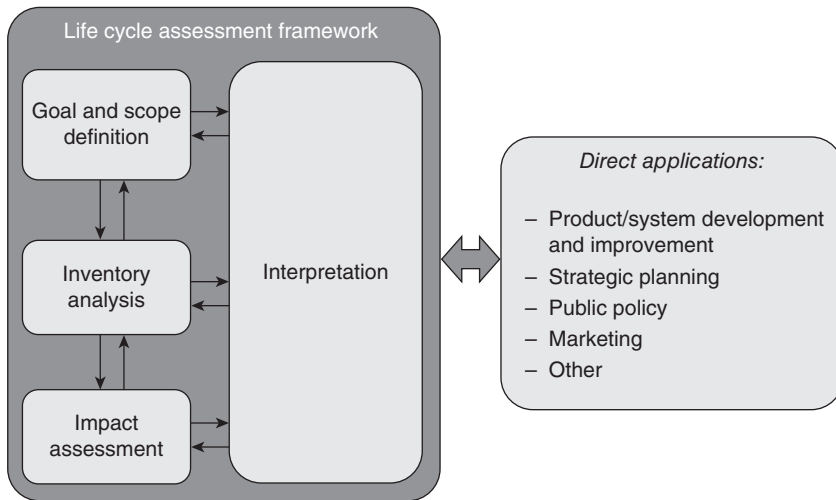 Life cycle assessment framework
Goal and scope
definition
Inventory
analysis
Impact
assessment
Interpretation
Direct applications:
– Product/system development
and improvement
– Strategic planning
– Public policy
– Marketing
– Other